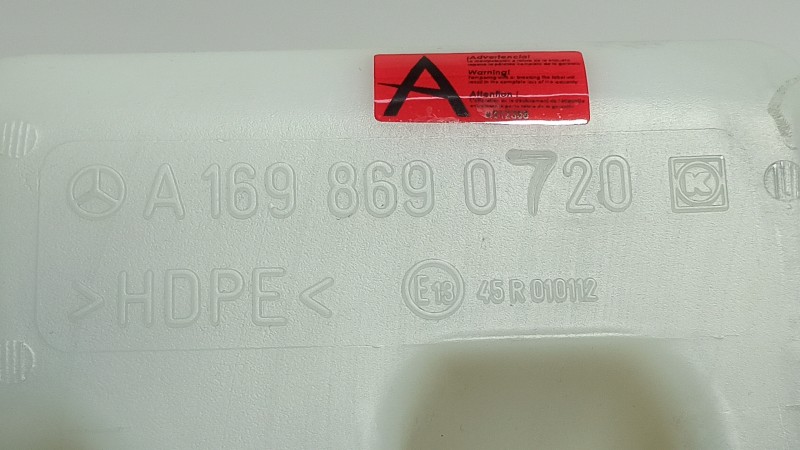 A
¡Advertencia!
Warning!
Attention !
A 169 869 0720 K
>HDPE<
E13 45 R 010112